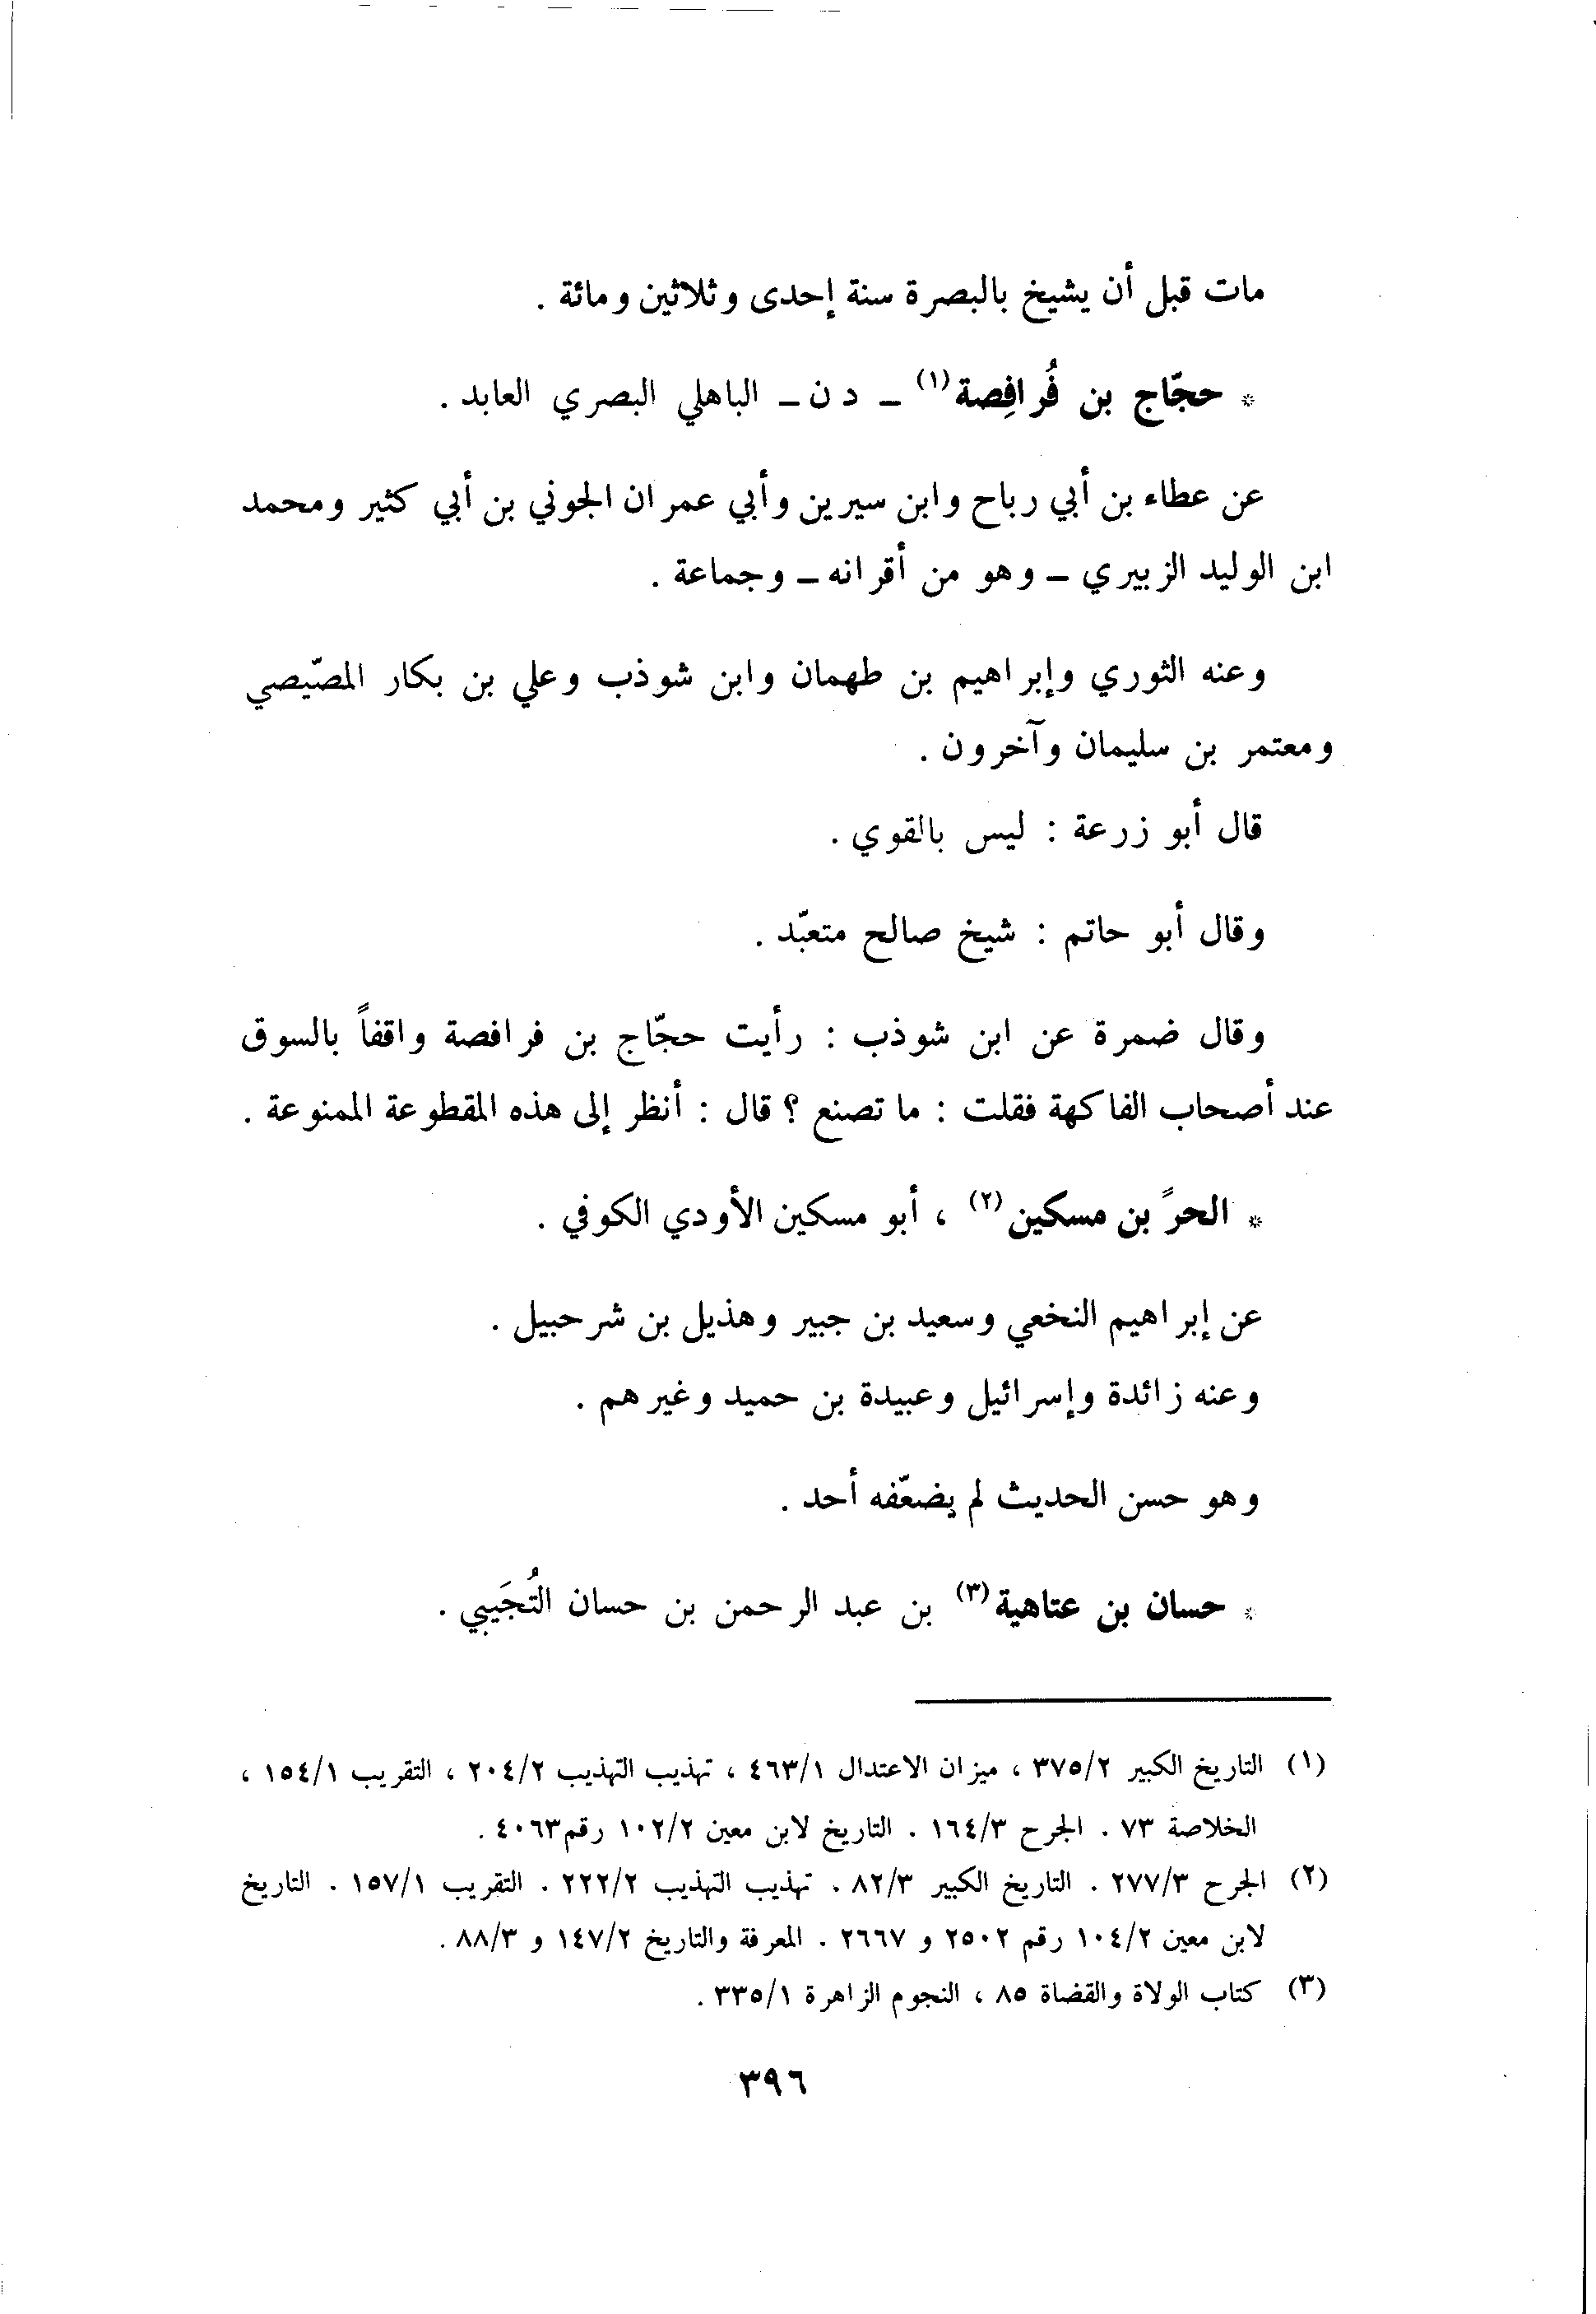 مات قبل أن يشيخ بالبصرة سنة إحدى وثلاثين ومائة .
* حجّاج بن فُرافِصة (١) ـ د ن ـ الباهلي البصري العابد .
عن عطاء بن أبي رباح وابن سيرين وأبي عمران الجوني بن أبي كثير ومحمد
ابن الوليد الزبيري ـ وهو من أقرانه ـ وجماعة .
وعنه الثوري وإبراهيم بن طهمان وابن شوذب وعلي بن بكار المصّيصي
ومعتمر بن سليمان وآخرون .
قال أبو زرعة : ليس بالقوي .
وقال أبو حاتم : شيخ صالح متعبّد .
وقال ضمرة عن ابن شوذب : رأيت حجّاج بن فرافصة واقفاً بالسوق
عند أصحاب الفاكهة فقلت : ما تصنع ؟ قال : أنظر إلى هذه المقطوعة الممنوعة .
* الحرً بن مسكين (٢) ، أبو مسكين الأودي الكوفي .
عن إبراهيم النخعي وسعيد بن جبير وهذيل بن شرحبيل .
وعنه زائدة وإسرائيل وعبيدة بن حميد وغيرهم .
وهو حسن الحديث لم يضعّفه أحد .
* حسان بن عتاهية (٣) بن عبد الرحمن بن حسان التُجَيبي .
(١) التاريخ الكبير ٣٧٥/٢ ، ميزان الاعتدال ٤٦٣/١ ، تهذيب التهذيب ٢٠٤/٢ ، التقريب ١٥٤/١ ،
الخلاصة ٧٣ . الجرح ١٦٤/٣ . التاريخ لابن معين ١٠٢/٢ رقم ٤٠٦٣ .
(٢) الجرح ٢٧٧/٣ . التاريخ الكبير ٨٢/٣ . تهذيب التهذيب ٢٢٢/٢ . التقريب ١٥٧/١ . التاريخ
لابن معين ١٠٤/٢ رقم ٢٥٠٢ و ٢٦٦٧ . المعرفة والتاريخ ١٤٧/٢ و ٨٨/٣ .
(٣) كتاب الولاة والقضاة ٨٥ ، النجوم الزاهرة ٣٣٥/١ .
٣٩٦